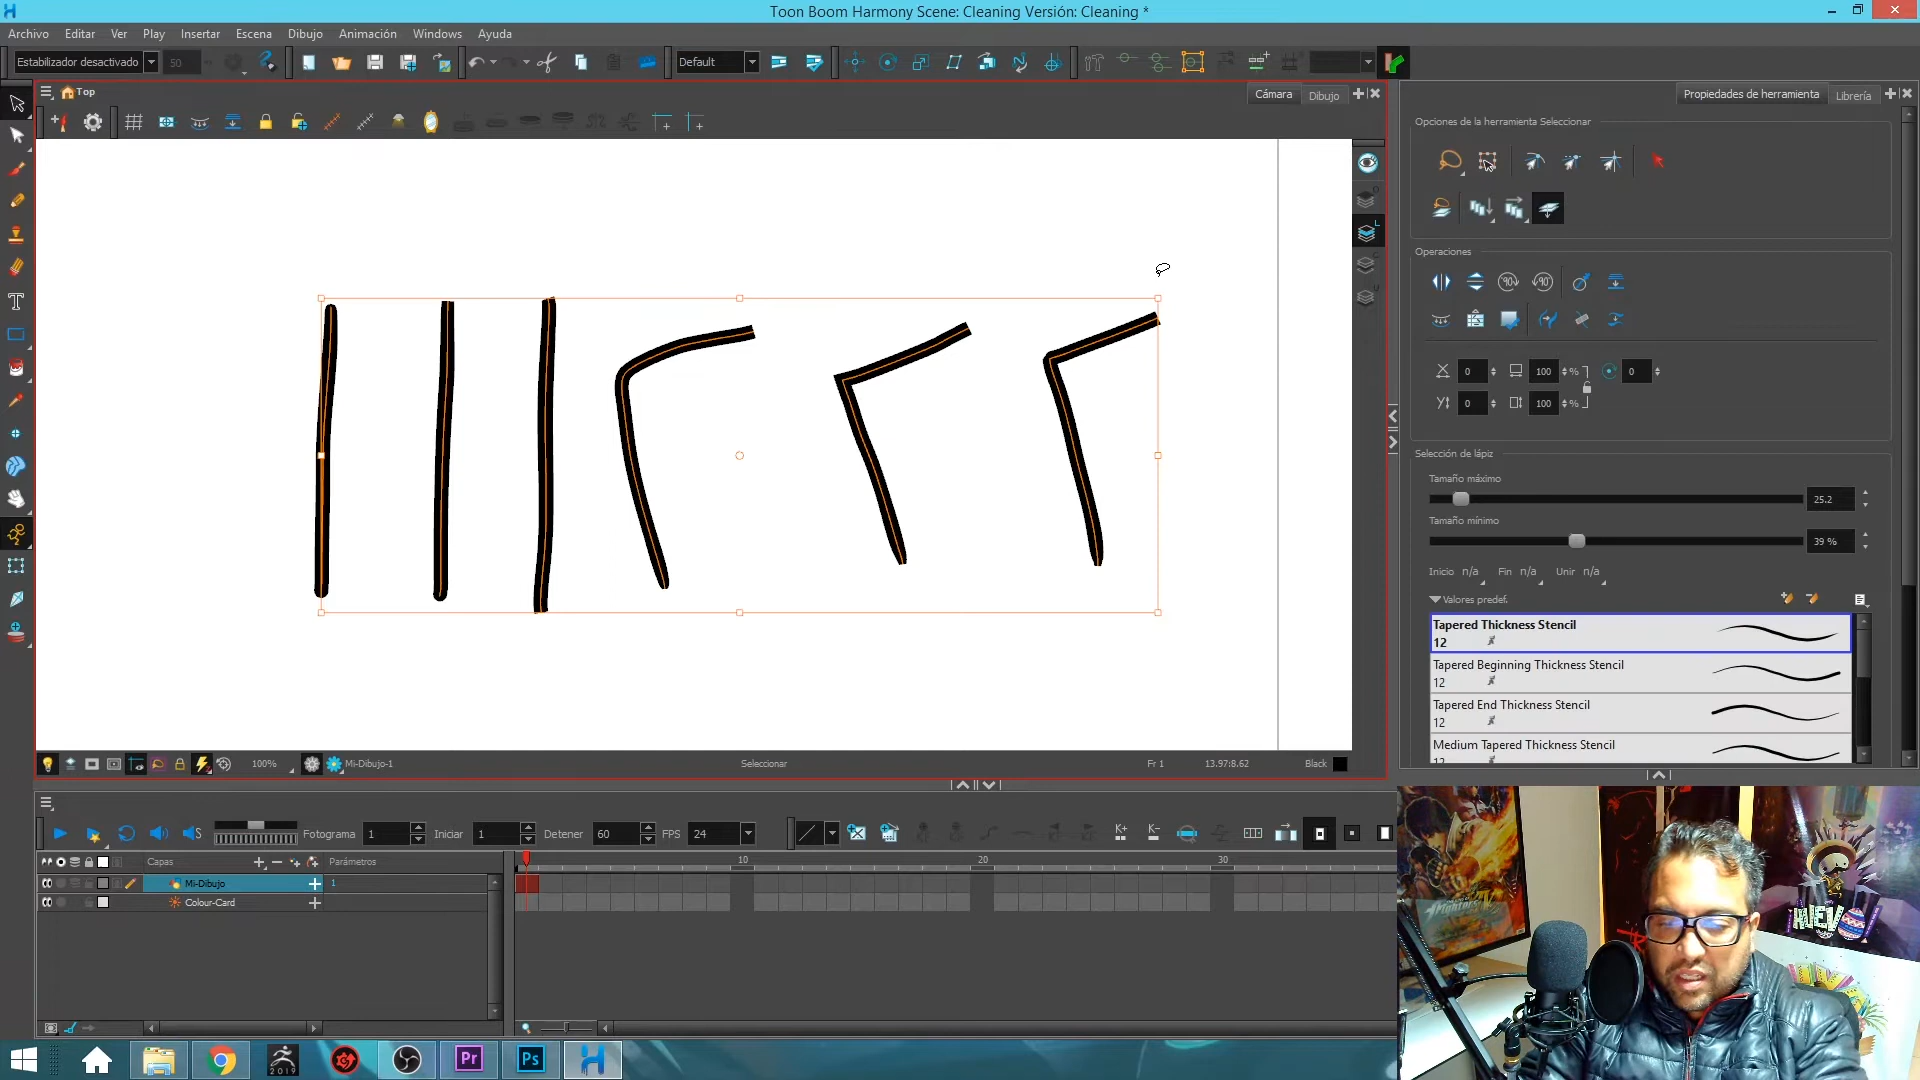 Toon Boom Harmony Scene: Cleaning Versión: Cleaning *
Archivo Editar Ver Play Insertar Escena Dibujo Animación Windows Ayuda
Estabilizador desactivado 50 Default
Top Cámara Dibujo Propiedades de herramienta Librería
Opciones de la herramienta Seleccionar
Operaciones
X 0 100 % 0
Y 0 100 %
Selección de lápiz
Tamaño máximo
25.2
Tamaño mínimo
39 %
Inicio n/a Fin n/a Unir n/a
Valores predef.
Tapered Thickness Stencil
12
Tapered Beginning Thickness Stencil
12
Tapered End Thickness Stencil
12
Medium Tapered Thickness Stencil
12
100% Mi-Dibujo-1 Seleccionar Fr 1 13.97:8.62 Black
Fotograma 1 Iniciar 1 Detener 60 FPS 24
Capas Parámetros 10 20 30
Mi-Dibujo 1
Colour-Card
2019 Pr Ps